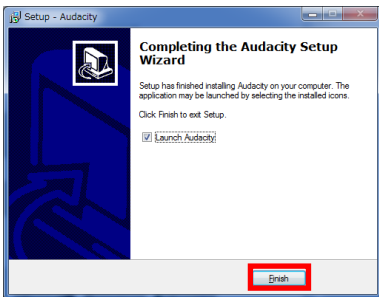 Setup - Audacity
Completing the Audacity Setup
Wizard
Setup has finished installing Audacity on your computer. The
application may be launched by selecting the installed icons.
Click Finish to exit Setup.
Launch Audacity
Finish